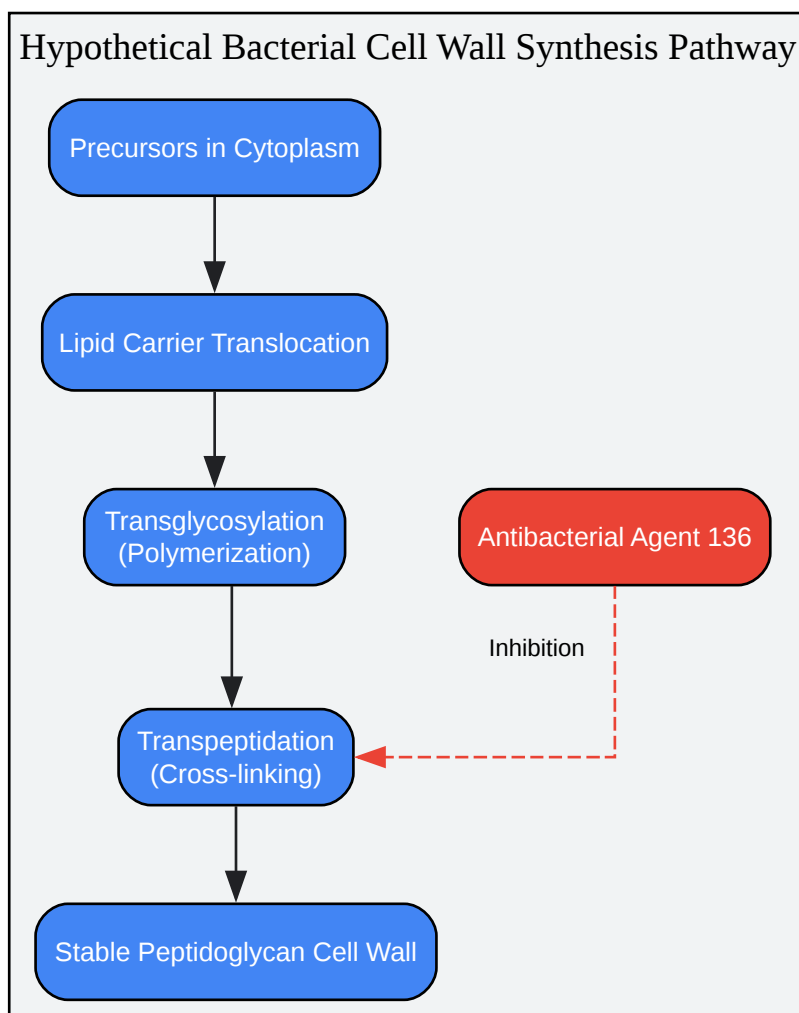 Hypothetical Bacterial Cell Wall Synthesis Pathway
Precursors in Cytoplasm
Lipid Carrier Translocation
Transglycosylation
(Polymerization)
Antibacterial Agent 136
Inhibition
Transpeptidation
(Cross-linking)
Stable Peptidoglycan Cell Wall